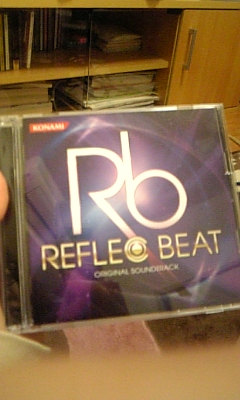 KONAMI
Rb
REFLEC BEAT
ORIGINAL SOUNDTRACK